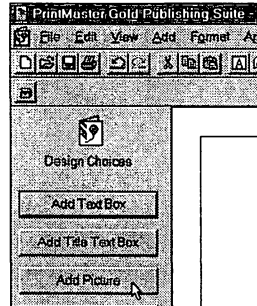 PrintMaster Gold Publishing Suite -
File Edit View Add Format Ar
Design Choices
Add Text Box
Add Title Text Box
Add Picture